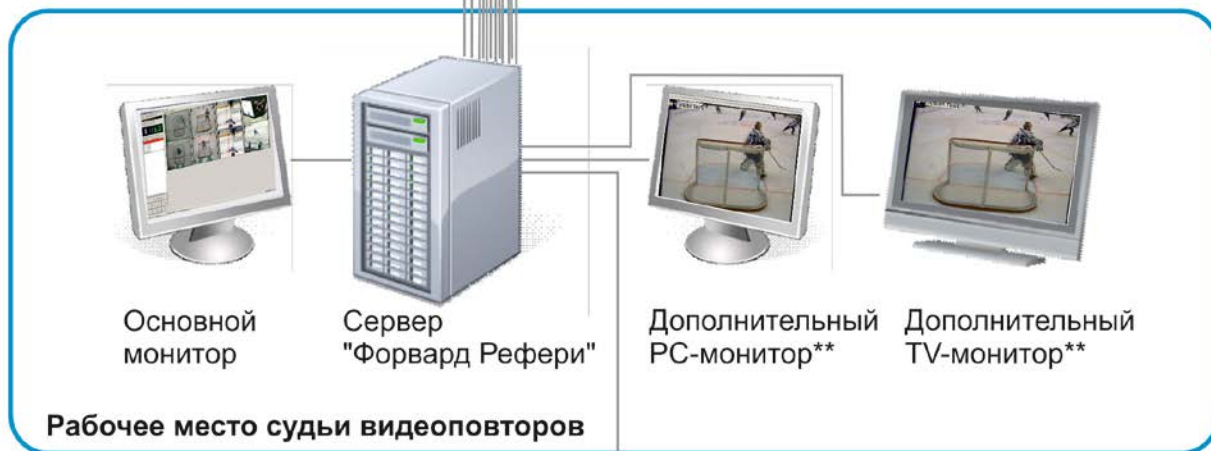 Основной
монитор
Сервер
"Форвард Рефери"
Дополнительный
PC-монитор**
Дополнительный
TV-монитор**
Рабочее место судьи видеоповторов